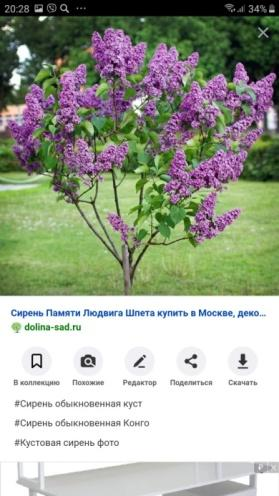 20:28
34%
Сирень Памяти Людвига Шпета купить в Москве, деко...
dolina-sad.ru
В коллекцию Похожие Редактор Поделиться Скачать
#Сирень обыкновенная куст
#Сирень обыкновенная Конго
#Кустовая сирень фото